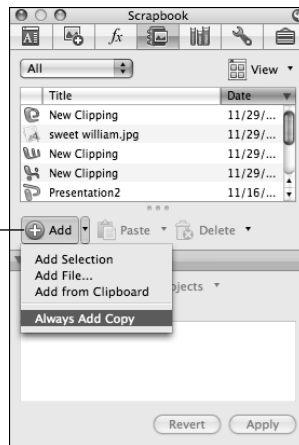 Scrapbook
A fx
All View
Title Date
New Clipping 11/29/...
sweet william.jpg 11/29/...
New Clipping 11/29/...
New Clipping 11/29/...
Presentation2 11/16/...
Add Paste Delete
Add Selection
Add File...
Add from Clipboard
ojects
Always Add Copy
Revert Apply